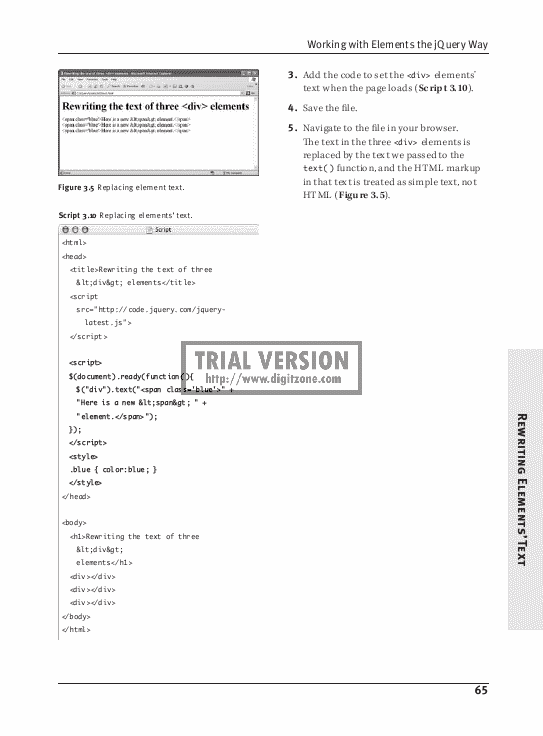 Working with Elements the jQuery Way
Rewriting the text of three <div> elements
<span class='blue'>Here is a new &lt;span&gt; element.</span>
<span class='blue'>Here is a new &lt;span&gt; element.</span>
<span class='blue'>Here is a new &lt;span&gt; element.</span>
Figure 3.5 Replacing element text.
Script 3.10 Replacing elements' text.
Script
<html>
<head>
<title>Rewriting the text of three
&lt;div&gt; elements</title>
<script
src="http://code.jquery.com/jquery-
latest.js">
</script>
<script>
$(document).ready(function(){
$("div").text("<span class='blue'>" +
"Here is a new &lt;span&gt; " +
"element.</span>");
});
</script>
<style>
.blue { color:blue; }
</style>
</head>
<body>
<h1>Rewriting the text of three
&lt;div&gt;
elements</h1>
<div></div>
<div></div>
<div></div>
</body>
</html>
3. Add the code to set the <div> elements'
text when the page loads (Script 3.10).
4. Save the file.
5. Navigate to the file in your browser.
The text in the three <div> elements is
replaced by the text we passed to the
text() function, and the HTML markup
in that text is treated as simple text, not
HTML (Figure 3.5).
TRIAL VERSION
http://www.digitzone.com
Rewriting Elements' Text
65